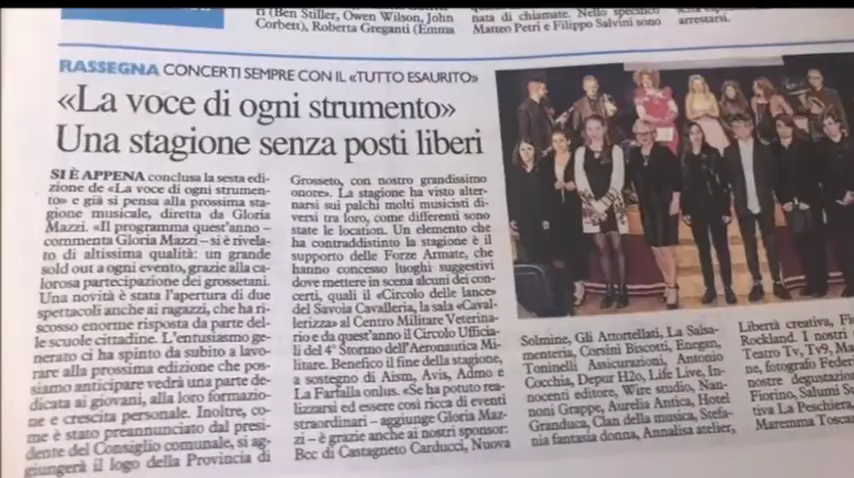 ri (Ben Stiller, Owen Wilson, John
Corbett), Roberta Greganti (Emma
nata di chiamate. Nello specifico
Matteo Petri e Filippo Salvini sono
arrestarsi.
RASSEGNA CONCERTI SEMPRE CON IL «TUTTO ESAURITO»
«La voce di ogni strumento»
Una stagione senza posti liberi
SI È APPENA conclusa la sesta edi-
zione de «La voce di ogni strumen-
to» e già si pensa alla prossima sta-
gione musicale, diretta da Gloria
Mazzi. «Il programma quest'anno –
commenta Gloria Mazzi – si è rivela-
to di altissima qualità: un grande
sold out a ogni evento, grazie alla ca-
lorosa partecipazione dei grossetani.
Una novità è stata l'apertura di due
spettacoli anche ai ragazzi, che ha ri-
scosso enorme risposta da parte del-
le scuole cittadine. L'entusiasmo ge-
nerato ci ha spinto da subito a lavo-
rare alla prossima edizione che pos-
siamo anticipare vedrà una parte de-
dicata ai giovani, alla loro formazio-
ne e crescita personale. Inoltre, co-
me è stato preannunciato dal presi-
dente del Consiglio comunale, si ag-
giungerà il logo della Provincia di
Grosseto, con nostro grandissimo
onore». La stagione ha visto alter-
narsi sui palchi molti musicisti di-
versi tra loro, come differenti sono
state le location. Un elemento che
ha contraddistinto la stagione è il
supporto delle Forze Armate, che
hanno concesso luoghi suggestivi
dove mettere in scena alcuni dei con-
certi, quali il «Circolo delle lance»
del Savoia Cavalleria, la sala «Caval-
lerizza» al Centro Militare Veterina-
rio e da quest'anno il Circolo Ufficia-
li del 4° Stormo dell'Aeronautica Mi-
litare. Benefico il fine della stagione,
a sostegno di Aism, Avis, Admo e
La Farfalla onlus. «Se ha potuto rea-
lizzarsi ed essere così ricca di eventi
straordinari – aggiunge Gloria Maz-
zi – è grazie anche ai nostri sponsor:
Bcc di Castagneto Carducci, Nuova
Solmine, Gli Attortellati, La Salsa-
menteria, Corsini Biscotti, Enegan,
Toninelli Assicurazioni, Antonio
Cocchia, Depur H2o, Life Live, In-
nocenti editore, Wire studio, Nan-
noni Grappe, Aurelia Antica, Hotel
Granduca, Clan della musica, Stefa-
nia fantasia donna, Annalisa atelier,
Libertà creativa,
Rockland. I nostri
Teatro Tv, Tv9,
ne, fotografo
nostre
Fiorino, Salumi
tiva La Peschiera,
Maremma